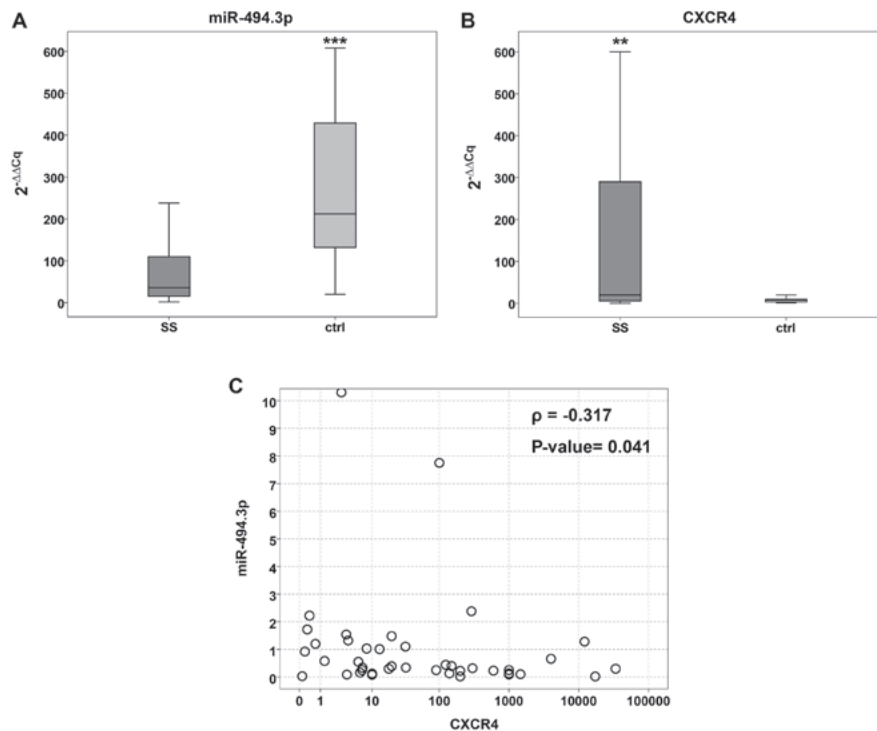 A
miR-494.3p
***
600
500
400
300
200
100
0
2-ΔΔCq
SS
ctrl
B
CXCR4
**
600
500
400
300
200
100
0
2-ΔΔCq
SS
ctrl
C
ρ = -0.317
P-value= 0.041
10
9
8
7
6
5
4
3
2
1
0
miR-494.3p
0 1 10 100 1000 10000 100000
CXCR4